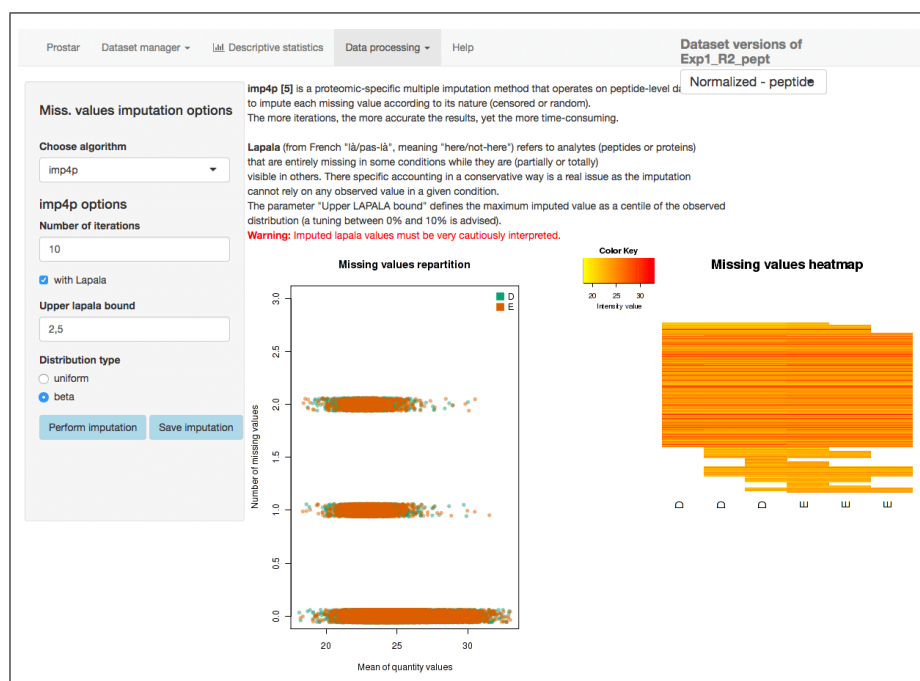 Prostar
Dataset manager
Descriptive statistics
Data processing
Help
Dataset versions of
Exp1_R2_pept
Normalized - peptide
Miss. values imputation options
Choose algorithm
imp4p
imp4p options
Number of iterations
10
with Lapala
Upper lapala bound
2,5
Distribution type
uniform
beta
Perform imputation
Save imputation
imp4p [5] is a proteomic-specific multiple imputation method that operates on peptide-level da
to impute each missing value according to its nature (censored or random).
The more iterations, the more accurate the results, yet the more time-consuming.
Lapala (from French "là/pas-là", meaning "here/not-here") refers to analytes (peptides or proteins)
that are entirely missing in some conditions while they are (partially or totally)
visible in others. There specific accounting in a conservative way is a real issue as the imputation
cannot rely on any observed value in a given condition.
The parameter "Upper LAPALA bound" defines the maximum imputed value as a centile of the observed
distribution (a tuning between 0% and 10% is advised).
Warning: Imputed lapala values must be very cautiously interpreted.
Missing values repartition
D
E
3.0
2.5
2.0
1.5
1.0
0.5
0.0
Number of missing values
20 25 30
Mean of quantity values
Color Key
20 25 30
Intensity value
Missing values heatmap
D D D E E E